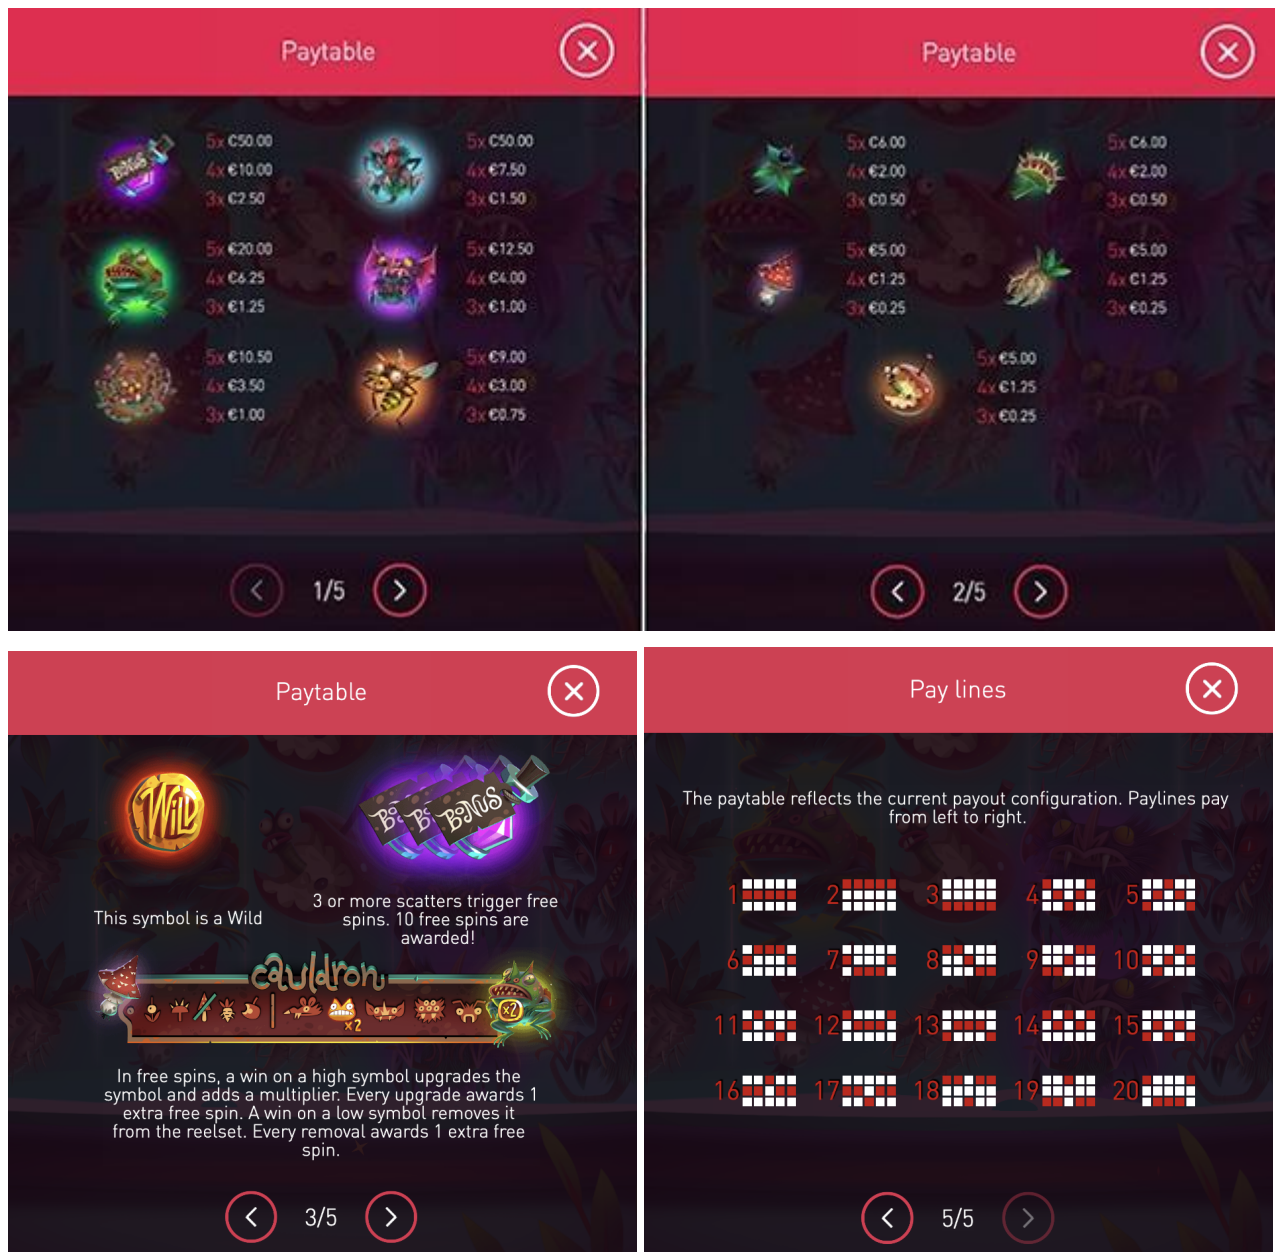 Paytable
5x €50.00
4x €10.00
3x €2.50
5x €50.00
4x €7.50
3x €1.50
5x €20.00
4x €6.25
3x €1.25
5x €12.50
4x €4.00
3x €1.00
5x €10.50
4x €3.50
3x €1.00
5x €9.00
4x €3.00
3x €0.75
BONUS
1/5
Paytable
5x €6.00
4x €2.00
3x €0.50
5x €6.00
4x €2.00
3x €0.50
5x €5.00
4x €1.25
3x €0.25
5x €5.00
4x €1.25
3x €0.25
5x €5.00
4x €1.25
3x €0.25
2/5
Paytable
WILD
Bo
Bo
BONUS
This symbol is a Wild
3 or more scatters trigger free
spins. 10 free spins are
awarded!
cauldron
x2
x2
In free spins, a win on a high symbol upgrades the
symbol and adds a multiplier. Every upgrade awards 1
extra free spin. A win on a low symbol removes it
from the reelset. Every removal awards 1 extra free
spin.
3/5
Pay lines
The paytable reflects the current payout configuration. Paylines pay
from left to right.
1 2 3 4 5
6 7 8 9 10
11 12 13 14 15
16 17 18 19 20
5/5